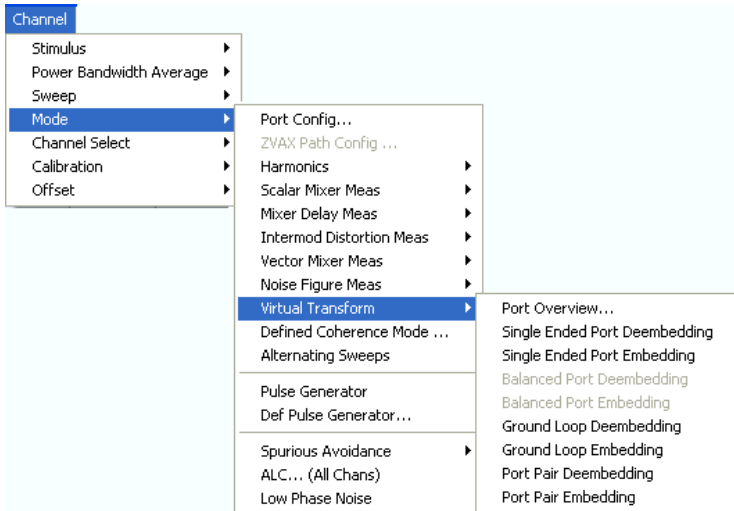 Channel
Stimulus
Power Bandwidth Average
Sweep
Mode
Channel Select
Calibration
Offset
Port Config...
ZVAX Path Config ...
Harmonics
Scalar Mixer Meas
Mixer Delay Meas
Intermod Distortion Meas
Vector Mixer Meas
Noise Figure Meas
Virtual Transform
Defined Coherence Mode ...
Alternating Sweeps
Pulse Generator
Def Pulse Generator...
Spurious Avoidance
ALC... (All Chans)
Low Phase Noise
Port Overview...
Single Ended Port Deembedding
Single Ended Port Embedding
Balanced Port Deembedding
Balanced Port Embedding
Ground Loop Deembedding
Ground Loop Embedding
Port Pair Deembedding
Port Pair Embedding